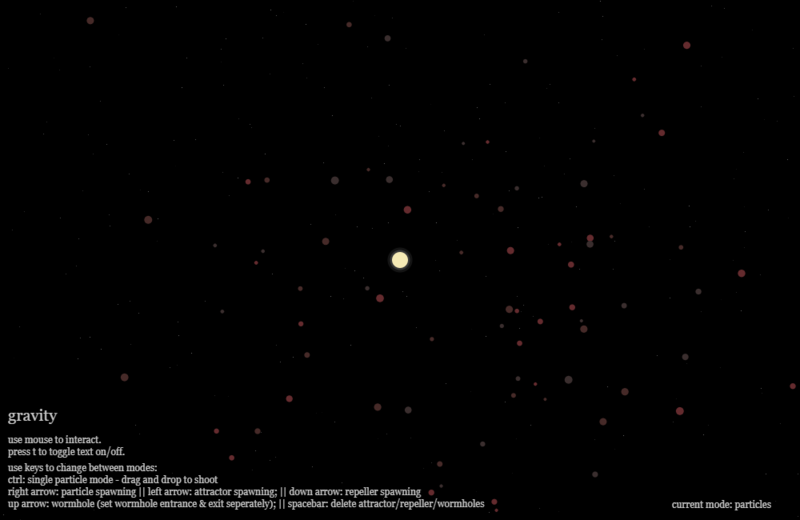 gravity
use mouse to interact.
press t to toggle text on/off.
use keys to change between modes:
ctrl: single particle mode - drag and drop to shoot
right arrow: particle spawning || left arrow: attractor spawning; || down arrow: repeller spawning
up arrow: wormhole (set wormhole entrance & exit seperately); || spacebar: delete attractor/repeller/wormholes
current mode: particles